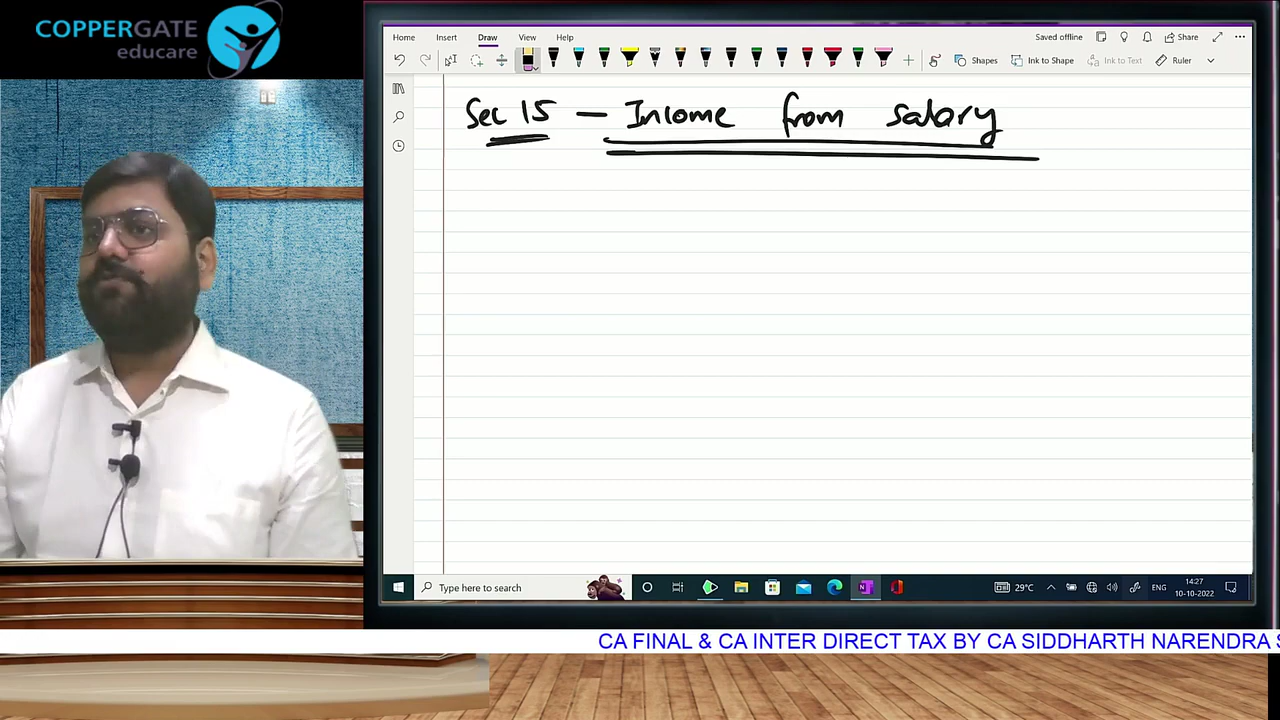 COPPERGATE
educare
Home Insert Draw View Help
Saved offline
Share
Shapes
Ink to Shape
Ink to Text
Ruler
Sec 15 — Income from salary
Type here to search
29°C
ENG
14:27
10-10-2022
CA FINAL & CA INTER DIRECT TAX BY CA SIDDHARTH NARENDRA S